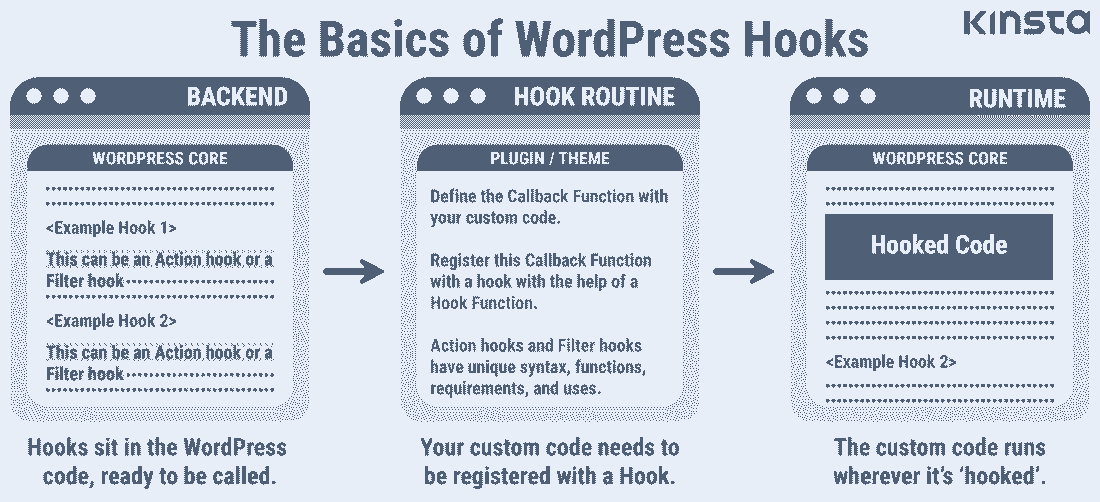 The Basics of WordPress Hooks
Kinsta
BACKEND
WORDPRESS CORE
<Example Hook 1>
This can be an Action hook or a
Filter hook
<Example Hook 2>
This can be an Action hook or a
Filter hook
Hooks sit in the WordPress
code, ready to be called.
HOOK ROUTINE
PLUGIN / THEME
Define the Callback Function with
your custom code.
Register this Callback Function
with a hook with the help of a
Hook Function.
Action hooks and Filter hooks
have unique syntax, functions,
requirements, and uses.
Your custom code needs to
be registered with a Hook.
RUNTIME
WORDPRESS CORE
Hooked Code
<Example Hook 2>
The custom code runs
wherever it's 'hooked'.